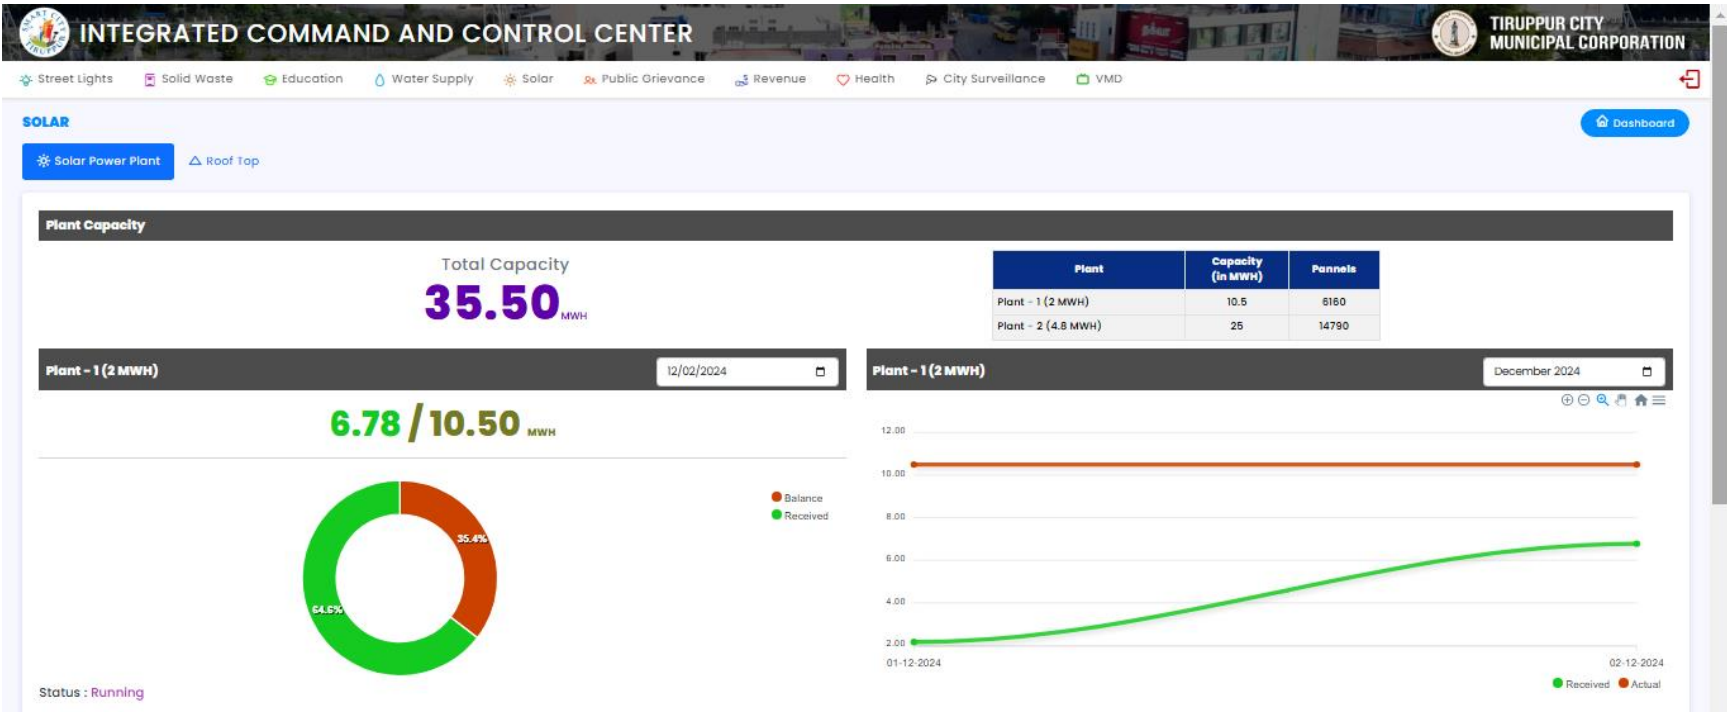 INTEGRATED COMMAND AND CONTROL CENTER
TIRUPPUR CITY
MUNICIPAL CORPORATION
Street Lights Solid Waste Education Water Supply Solar Public Grievance Revenue Health City Surveillance VMD
SOLAR
Dashboard
Solar Power Plant Roof Top
Plant Capacity
Total Capacity
35.50 MWH
Plant Capacity (in MWH) Pannels
Plant - 1 (2 MWH) 10.5 6160
Plant - 2 (4.8 MWH) 25 14790
Plant - 1 (2 MWH) 12/02/2024
6.78 / 10.50 MWH
Balance
Received
35.4%
64.6%
Status : Running
Plant - 1 (2 MWH) December 2024
12.00
10.00
8.00
6.00
4.00
2.00
01-12-2024 02-12-2024
Received Actual